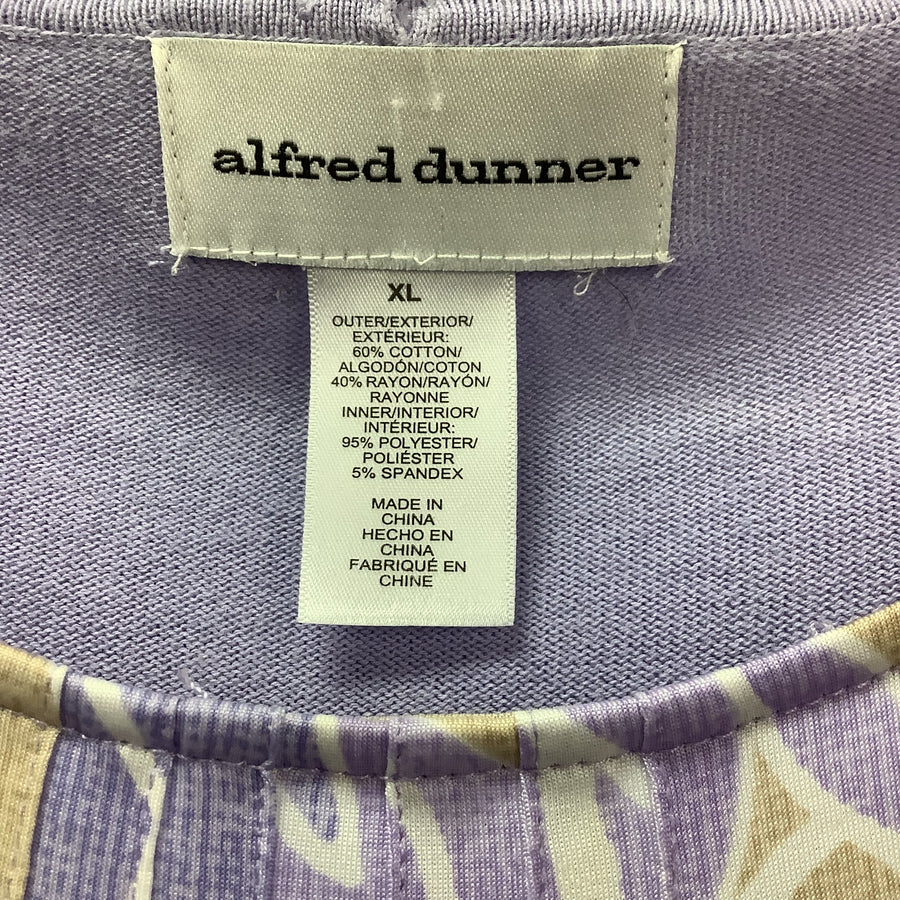 alfred dunner
XL
OUTER/EXTERIOR/
EXTÉRIEUR:
60% COTTON/
ALGODÓN/COTON
40% RAYON/RAYÓN/
RAYONNE
INNER/INTERIOR/
INTÉRIEUR:
95% POLYESTER/
POLIÉSTER
5% SPANDEX
MADE IN
CHINA
HECHO EN
CHINA
FABRIQUÉ EN
CHINE